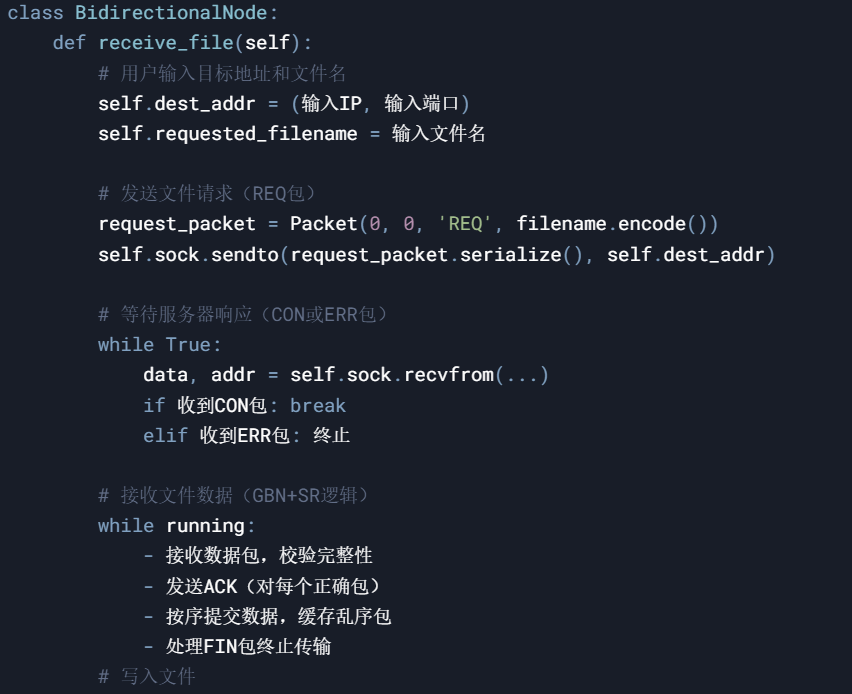 class BidirectionalNode:
    def receive_file(self):
        # 用户输入目标地址和文件名
        self.dest_addr = (输入IP, 输入端口)
        self.requested_filename = 输入文件名

        # 发送文件请求（REQ包）
        request_packet = Packet(0, 0, 'REQ', filename.encode())
        self.sock.sendto(request_packet.serialize(), self.dest_addr)

        # 等待服务器响应（CON或ERR包）
        while True:
            data, addr = self.sock.recvfrom(...)
            if 收到CON包: break
            elif 收到ERR包: 终止

        # 接收文件数据（GBN+SR逻辑）
        while running:
            - 接收数据包，校验完整性
            - 发送ACK（对每个正确包）
            - 按序提交数据，缓存乱序包
            - 处理FIN包终止传输
        # 写入文件